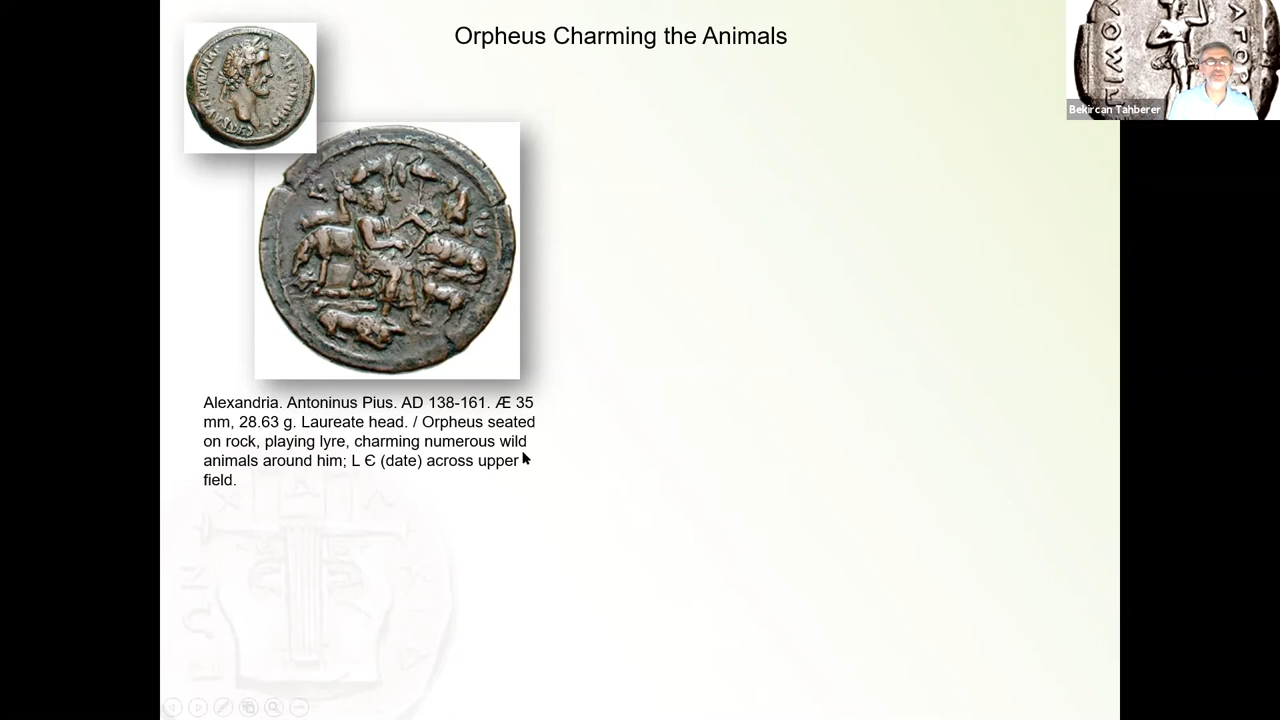 Orpheus Charming the Animals
Bekircan Tahberer
Alexandria. Antoninus Pius. AD 138-161. Æ 35
mm, 28.63 g. Laureate head. / Orpheus seated
on rock, playing lyre, charming numerous wild
animals around him; L Є (date) across upper
field.